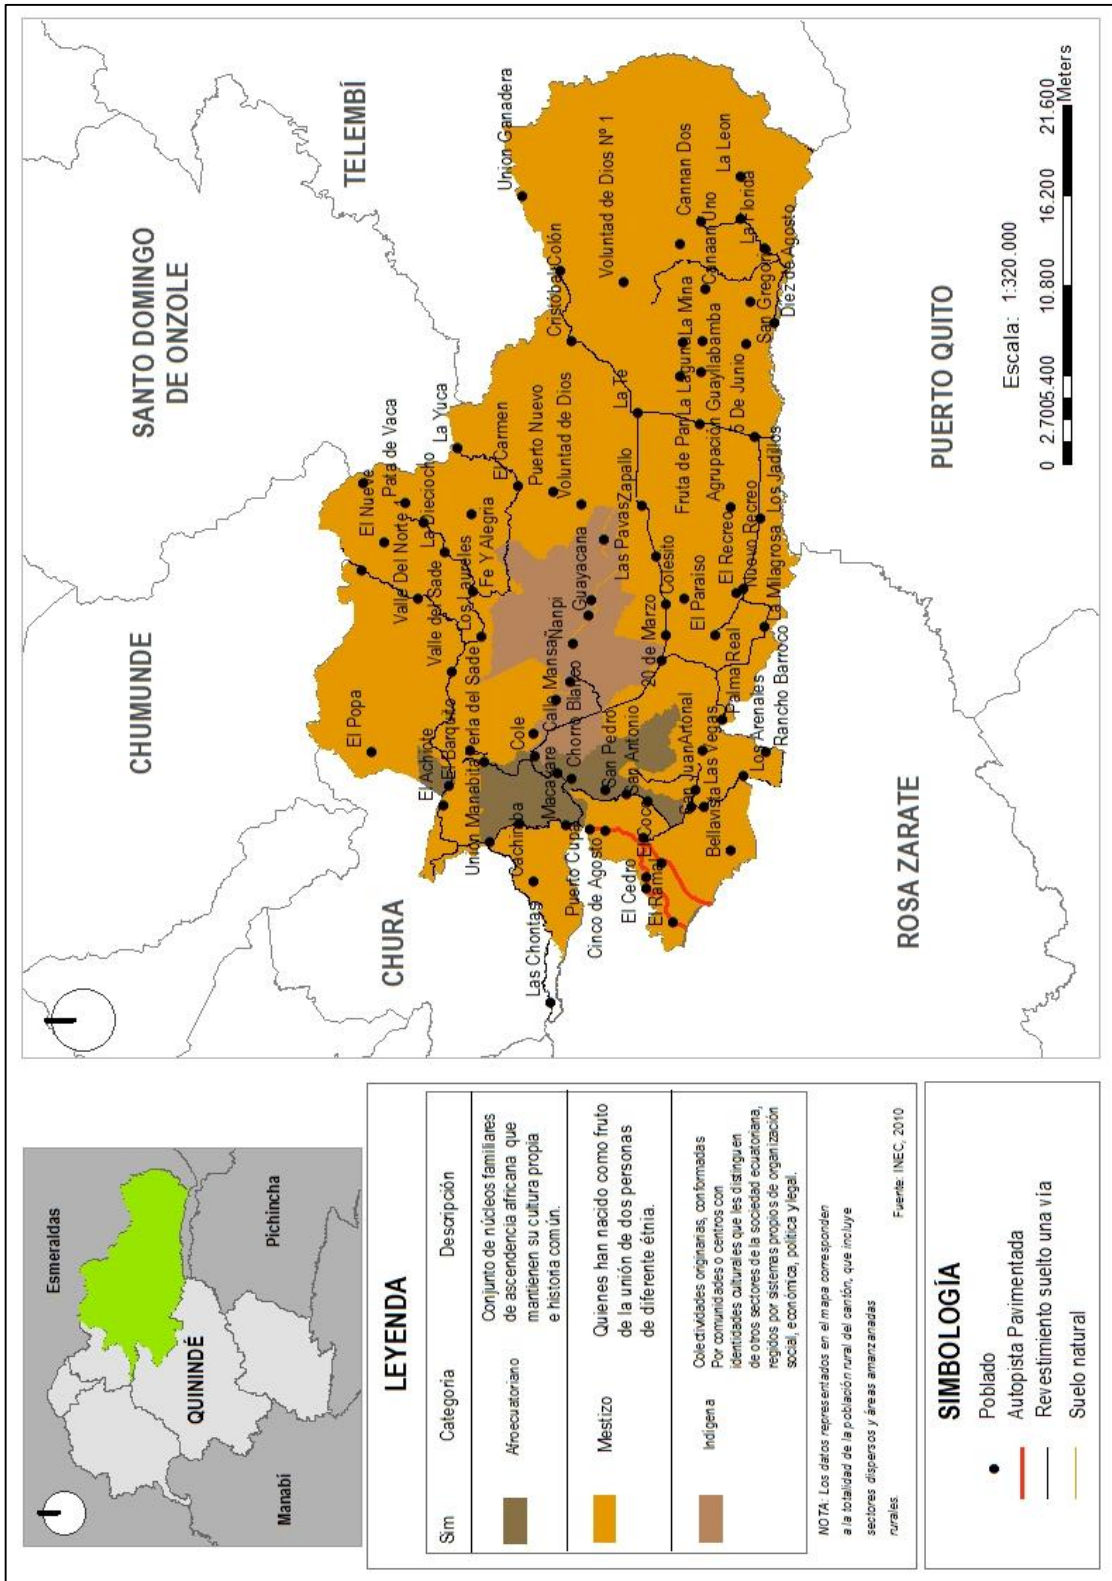 SANTO DOMINGO
DE ONZOLE
TELEMBÍ
CHUMUNDE
CHURA
PUERTO QUITO
ROSA ZARATE
Union Ganadera
Cristobal Colón
Voluntad de Dios Nº 1
Cannan Dos
Canaan Uno
La Leon
La Florida
La Mina
La Laguna
San Gregorio
Diez de Agosto
Guayllabamba
Agrupación
Fruta de Pan
5 De Junio
La Te
La Yuca
El Carmen
Puerto Nuevo
Voluntad de Dios
Zapallo
Las Pavas
El Nueve
Pata de Vaca
La Dieciocho
Valle Del Norte 1
Fe Y Alegria
Los Laureles
Valle del Sade
Guayacana
Ñanpi
Colesito
El Paraiso
El Recreo
Nuevo Recreo
Los Jadillos
La Milagrosa
20 de Marzo
Palma Real
El Popa
El Achiote
El Barquito
Perla del Sade
Union Manabita
Cole
Calle Mansa
Chorro Blanco
Macayare
Cachimba
San Pedro
San Antonio
San Juan
Antonal
Las Vegas
Los Arenales
Rancho Barroco
Bellavista
El Coco
El Cedro
El Ramal
Cinco de Agosto
Puerto Cupa
Las Chontas
Escala: 1:320.000
0 2.7005.400 10.800 16.200 21.600
Meters
Esmeraldas
Pichincha
QUININDÉ
Manabí
LEYENDA
Sim Categoría Descripción
Afroecuatoriano
Conjunto de núcleos familiares
de ascendencia africana que
mantienen su cultura propia
e historia común.
Mestizo
Quienes han nacido como fruto
de la unión de dos personas
de diferente étnia.
Indígena
Colectividades originarias, conformadas
Por comunidades o centros con
identidades culturales que les distinguen
de otros sectores de la sociedad ecuatoriana,
regidos por sistemas propios de organización
social, económica, política y legal.
NOTA: Los datos representados en el mapa corresponden
a la totalidad de la población rural del cantón, que incluye
sectores dispersos y áreas amanzanadas
rurales.
Fuente: INEC, 2010
SIMBOLOGÍA
Poblado
Autopista Pavimentada
Revestimiento suelto una vía
Suelo natural